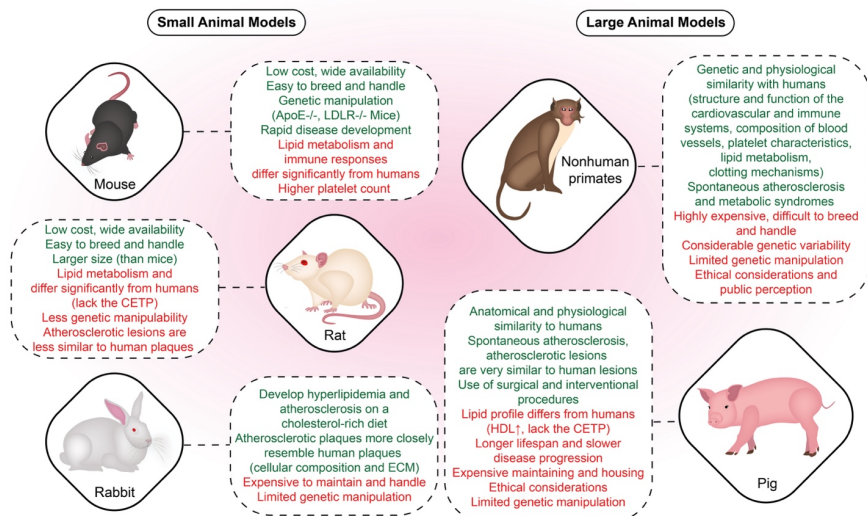 Small Animal Models
Large Animal Models
Mouse
Low cost, wide availability
Easy to breed and handle
Genetic manipulation
(ApoE-/-, LDLR-/- Mice)
Rapid disease development
Lipid metabolism and
immune responses
differ significantly from humans
Higher platelet count
Low cost, wide availability
Easy to breed and handle
Larger size (than mice)
Lipid metabolism and
differ significantly from humans
(lack the CETP)
Less genetic manipulability
Atherosclerotic lesions are
less similar to human plaques
Rat
Rabbit
Develop hyperlipidemia and
atherosclerosis on a
cholesterol-rich diet
Atherosclerotic plaques more closely
resemble human plaques
(cellular composition and ECM)
Expensive to maintain and handle
Limited genetic manipulation
Nonhuman
primates
Genetic and physiological
similarity with humans
(structure and function of the
cardiovascular and immune
systems, composition of blood
vessels, platelet characteristics,
lipid metabolism,
clotting mechanisms)
Spontaneous atherosclerosis
and metabolic syndromes
Highly expensive, difficult to breed
and handle
Considerable genetic variability
Limited genetic manipulation
Ethical considerations and
public perception
Anatomical and physiological
similarity to humans
Spontaneous atherosclerosis,
atherosclerotic lesions
are very similar to human lesions
Use of surgical and interventional
procedures
Lipid profile differs from humans
(HDL↑, lack the CETP)
Longer lifespan and slower
disease progression
Expensive maintaining and housing
Ethical considerations
Limited genetic manipulation
Pig